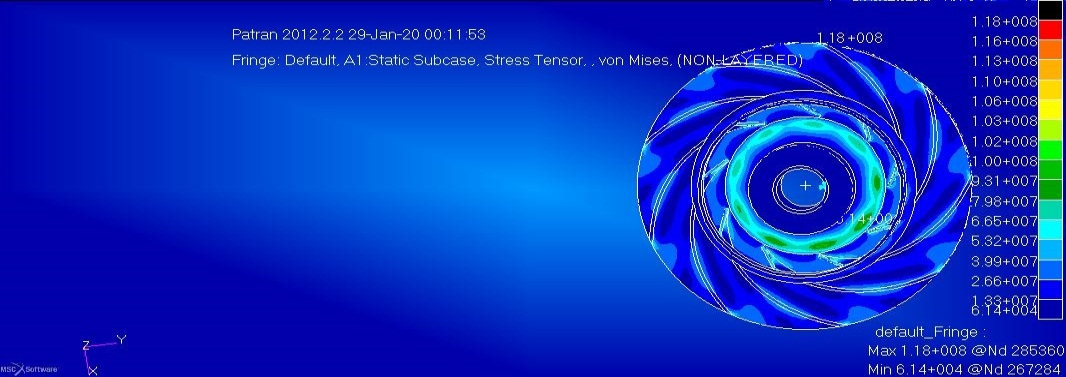 Patran 2012.2.2 29-Jan-20 00:11:53
Fringe: Default, A1:Static Subcase, Stress Tensor, , von Mises, (NON-LAYERED)
1.18+008
1.18+008
1.16+008
1.13+008
1.10+008
1.06+008
1.03+008
1.02+008
1.00+008
9.31+007
7.98+007
6.65+007
5.32+007
3.99+007
2.66+007
1.33+007
6.14+004
default_Fringe :
Max 1.18+008 @Nd 285360
Min 6.14+004 @Nd 267284
Z
Y
X
MSC Software